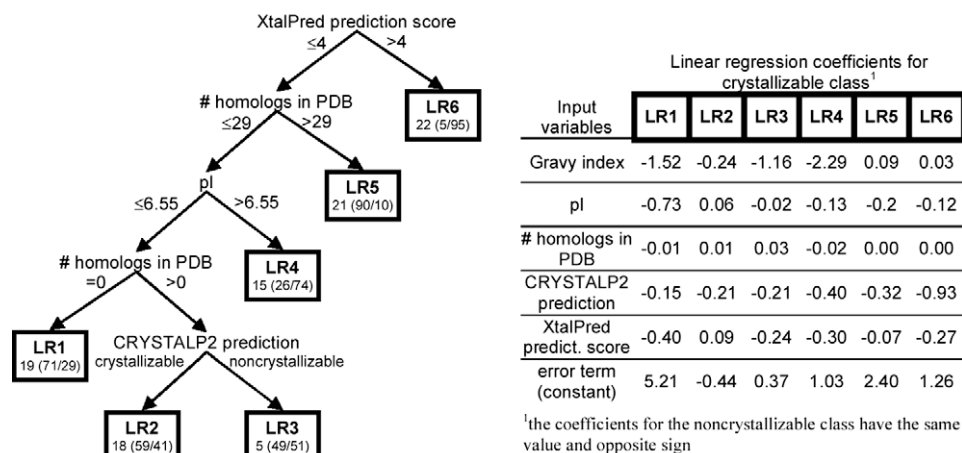 XtalPred prediction score
≤4 >4
# homologs in PDB
LR6
22 (5/95)
≤29 >29
pI
LR5
21 (90/10)
≤6.55 >6.55
# homologs in PDB
LR4
15 (26/74)
=0 >0
LR1
19 (71/29)
CRYSTALP2 prediction
crystallizable noncrystallizable
LR2
18 (59/41)
LR3
5 (49/51)
Linear regression coefficients for
crystallizable class1
Input
variables LR1 LR2 LR3 LR4 LR5 LR6
Gravy index -1.52 -0.24 -1.16 -2.29 0.09 0.03
pI -0.73 0.06 -0.02 -0.13 -0.2 -0.12
# homologs in
PDB -0.01 0.01 0.03 -0.02 0.00 0.00
CRYSTALP2
prediction -0.15 -0.21 -0.21 -0.40 -0.32 -0.93
XtalPred
predict. score -0.40 0.09 -0.24 -0.30 -0.07 -0.27
error term
(constant) 5.21 -0.44 0.37 1.03 2.40 1.26
1the coefficients for the noncrystallizable class have the same
value and opposite sign